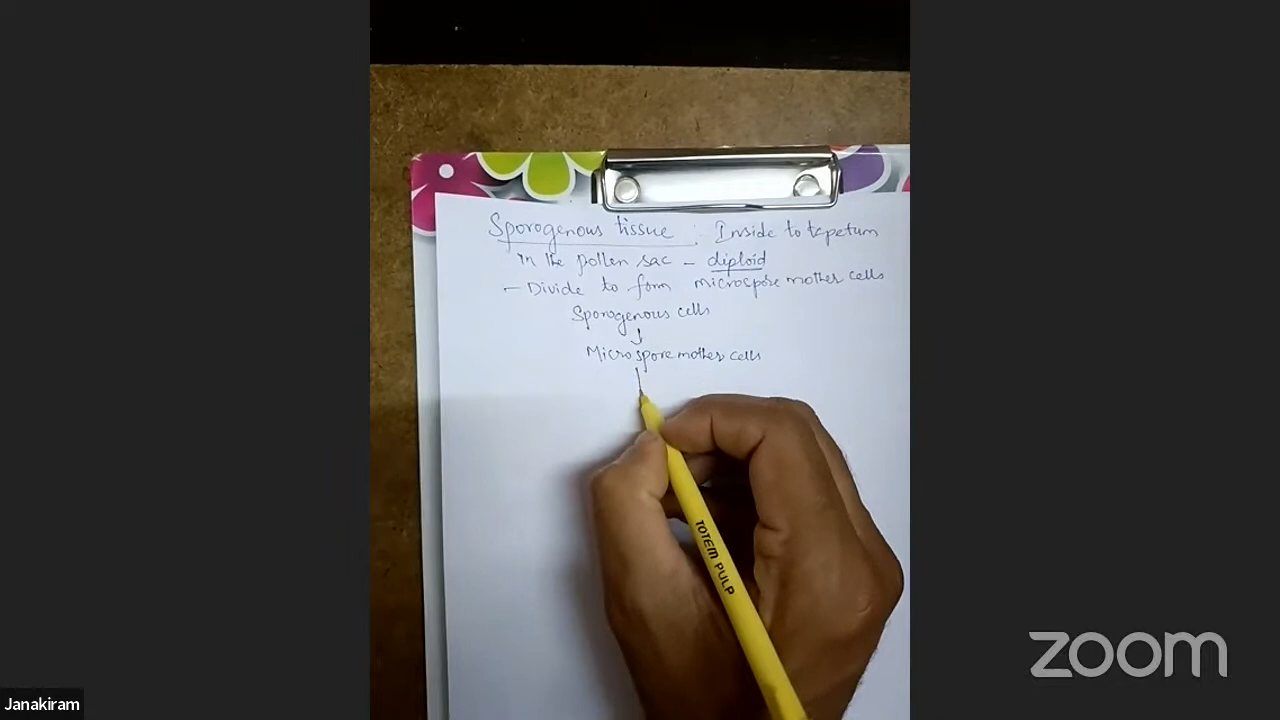 Sporogenous tissue : Inside to tapetum
in the pollen sac – diploid
– Divide to form microspore mother cells
Sporogenous cells
↓
Microspore mother cells
TOTEM PULP
zoom
Janakiram